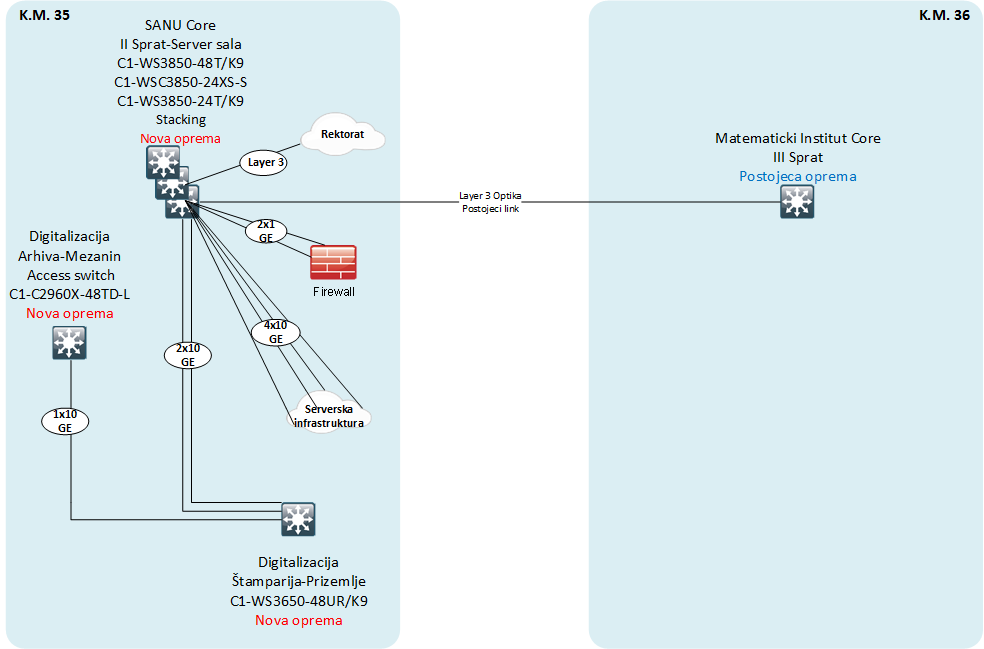 K.M. 35
SANU Core
II Sprat-Server sala
C1-WS3850-48T/K9
C1-WSC3850-24XS-S
C1-WS3850-24T/K9
Stacking
Nova oprema
Rektorat
Layer 3
2x1
GE
Firewall
Digitalizacija
Arhiva-Mezanin
Access switch
C1-C2960X-48TD-L
Nova oprema
4x10
GE
2x10
GE
1x10
GE
Serverska
infrastruktura
Digitalizacija
Štamparija-Prizemlje
C1-WS3650-48UR/K9
Nova oprema
Layer 3 Optika
Postojeci link
K.M. 36
Matematicki Institut Core
III Sprat
Postojeca oprema